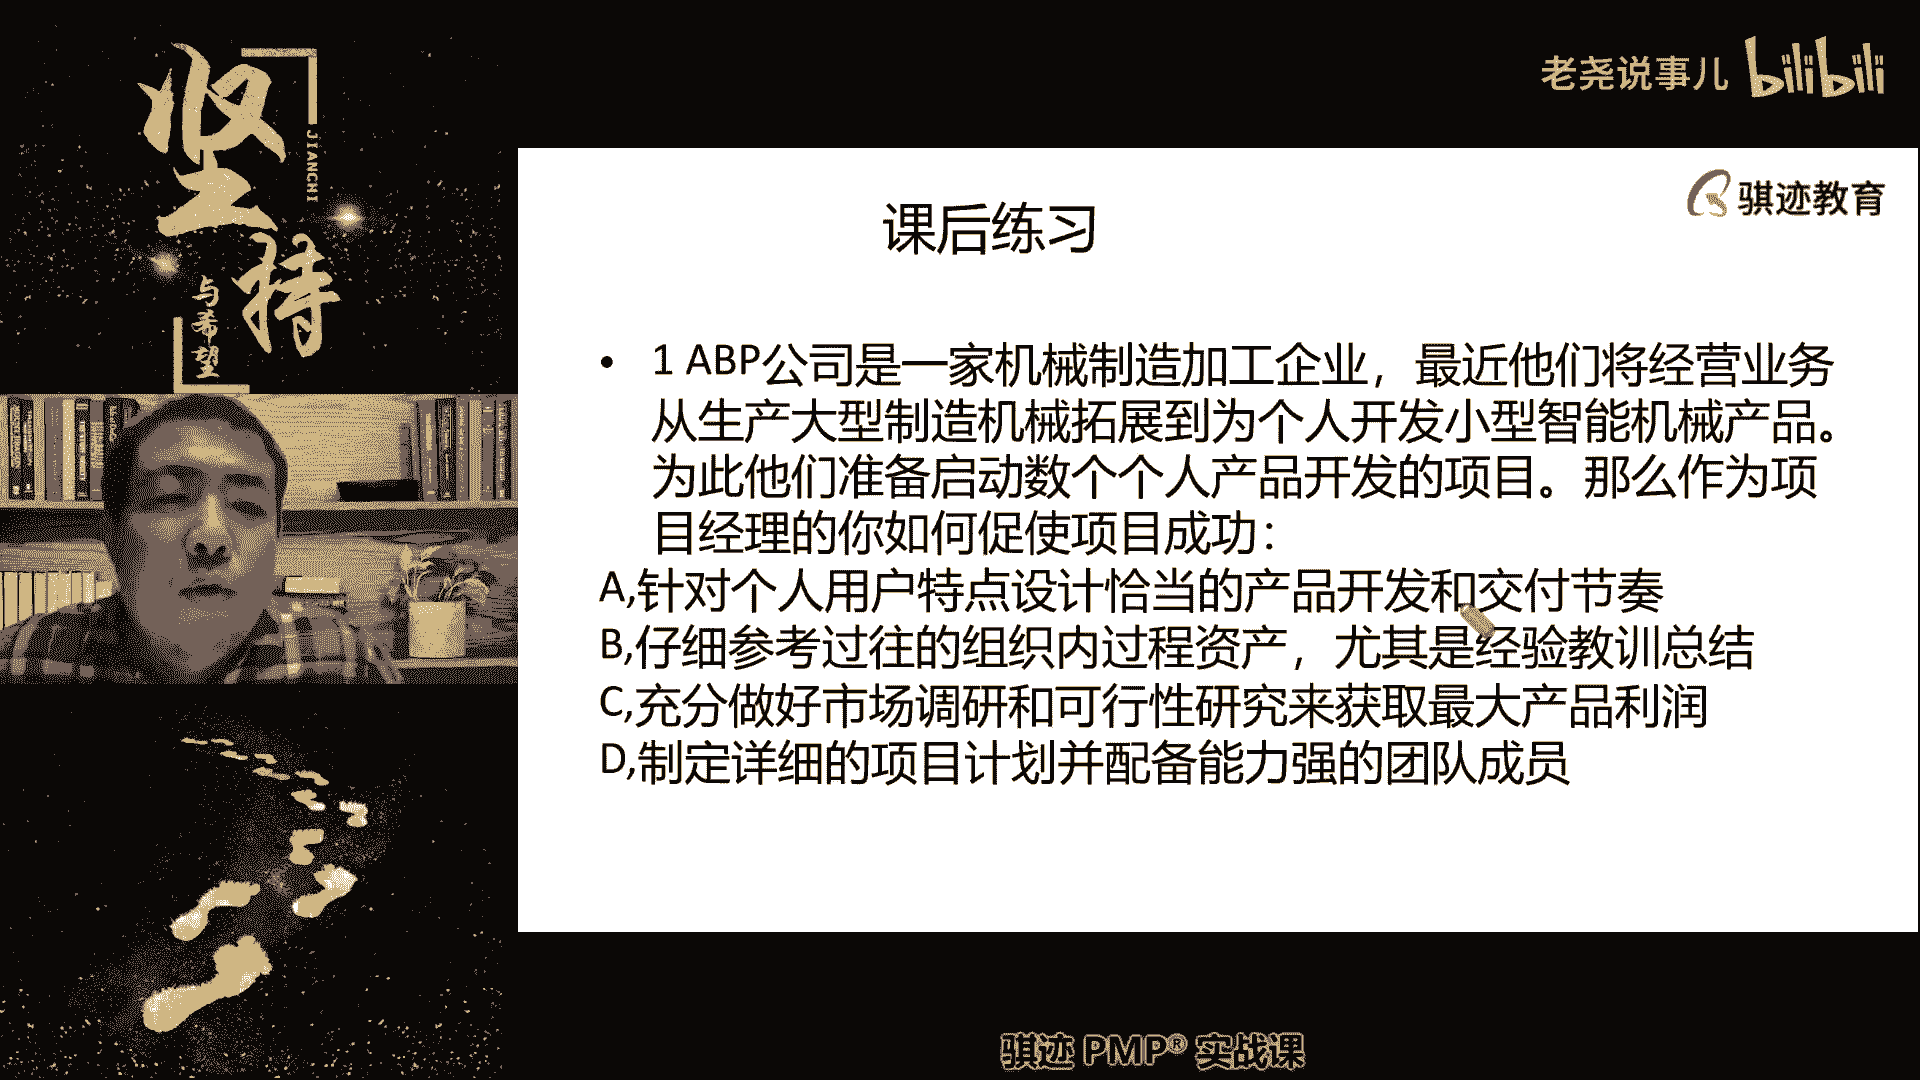 坚持
JIANCHI
与希望
老尧说事儿 bilibili
骐迹教育
课后练习
• 1 ABP公司是一家机械制造加工企业，最近他们将经营业务
从生产大型制造机械拓展到为个人开发小型智能机械产品。
为此他们准备启动数个个人产品开发的项目。那么作为项
目经理的你如何促使项目成功：
A,针对个人用户特点设计恰当的产品开发和交付节奏
B,仔细参考过往的组织内过程资产，尤其是经验教训总结
C,充分做好市场调研和可行性研究来获取最大产品利润
D,制定详细的项目计划并配备能力强的团队成员
骐迹 PMP® 实战课